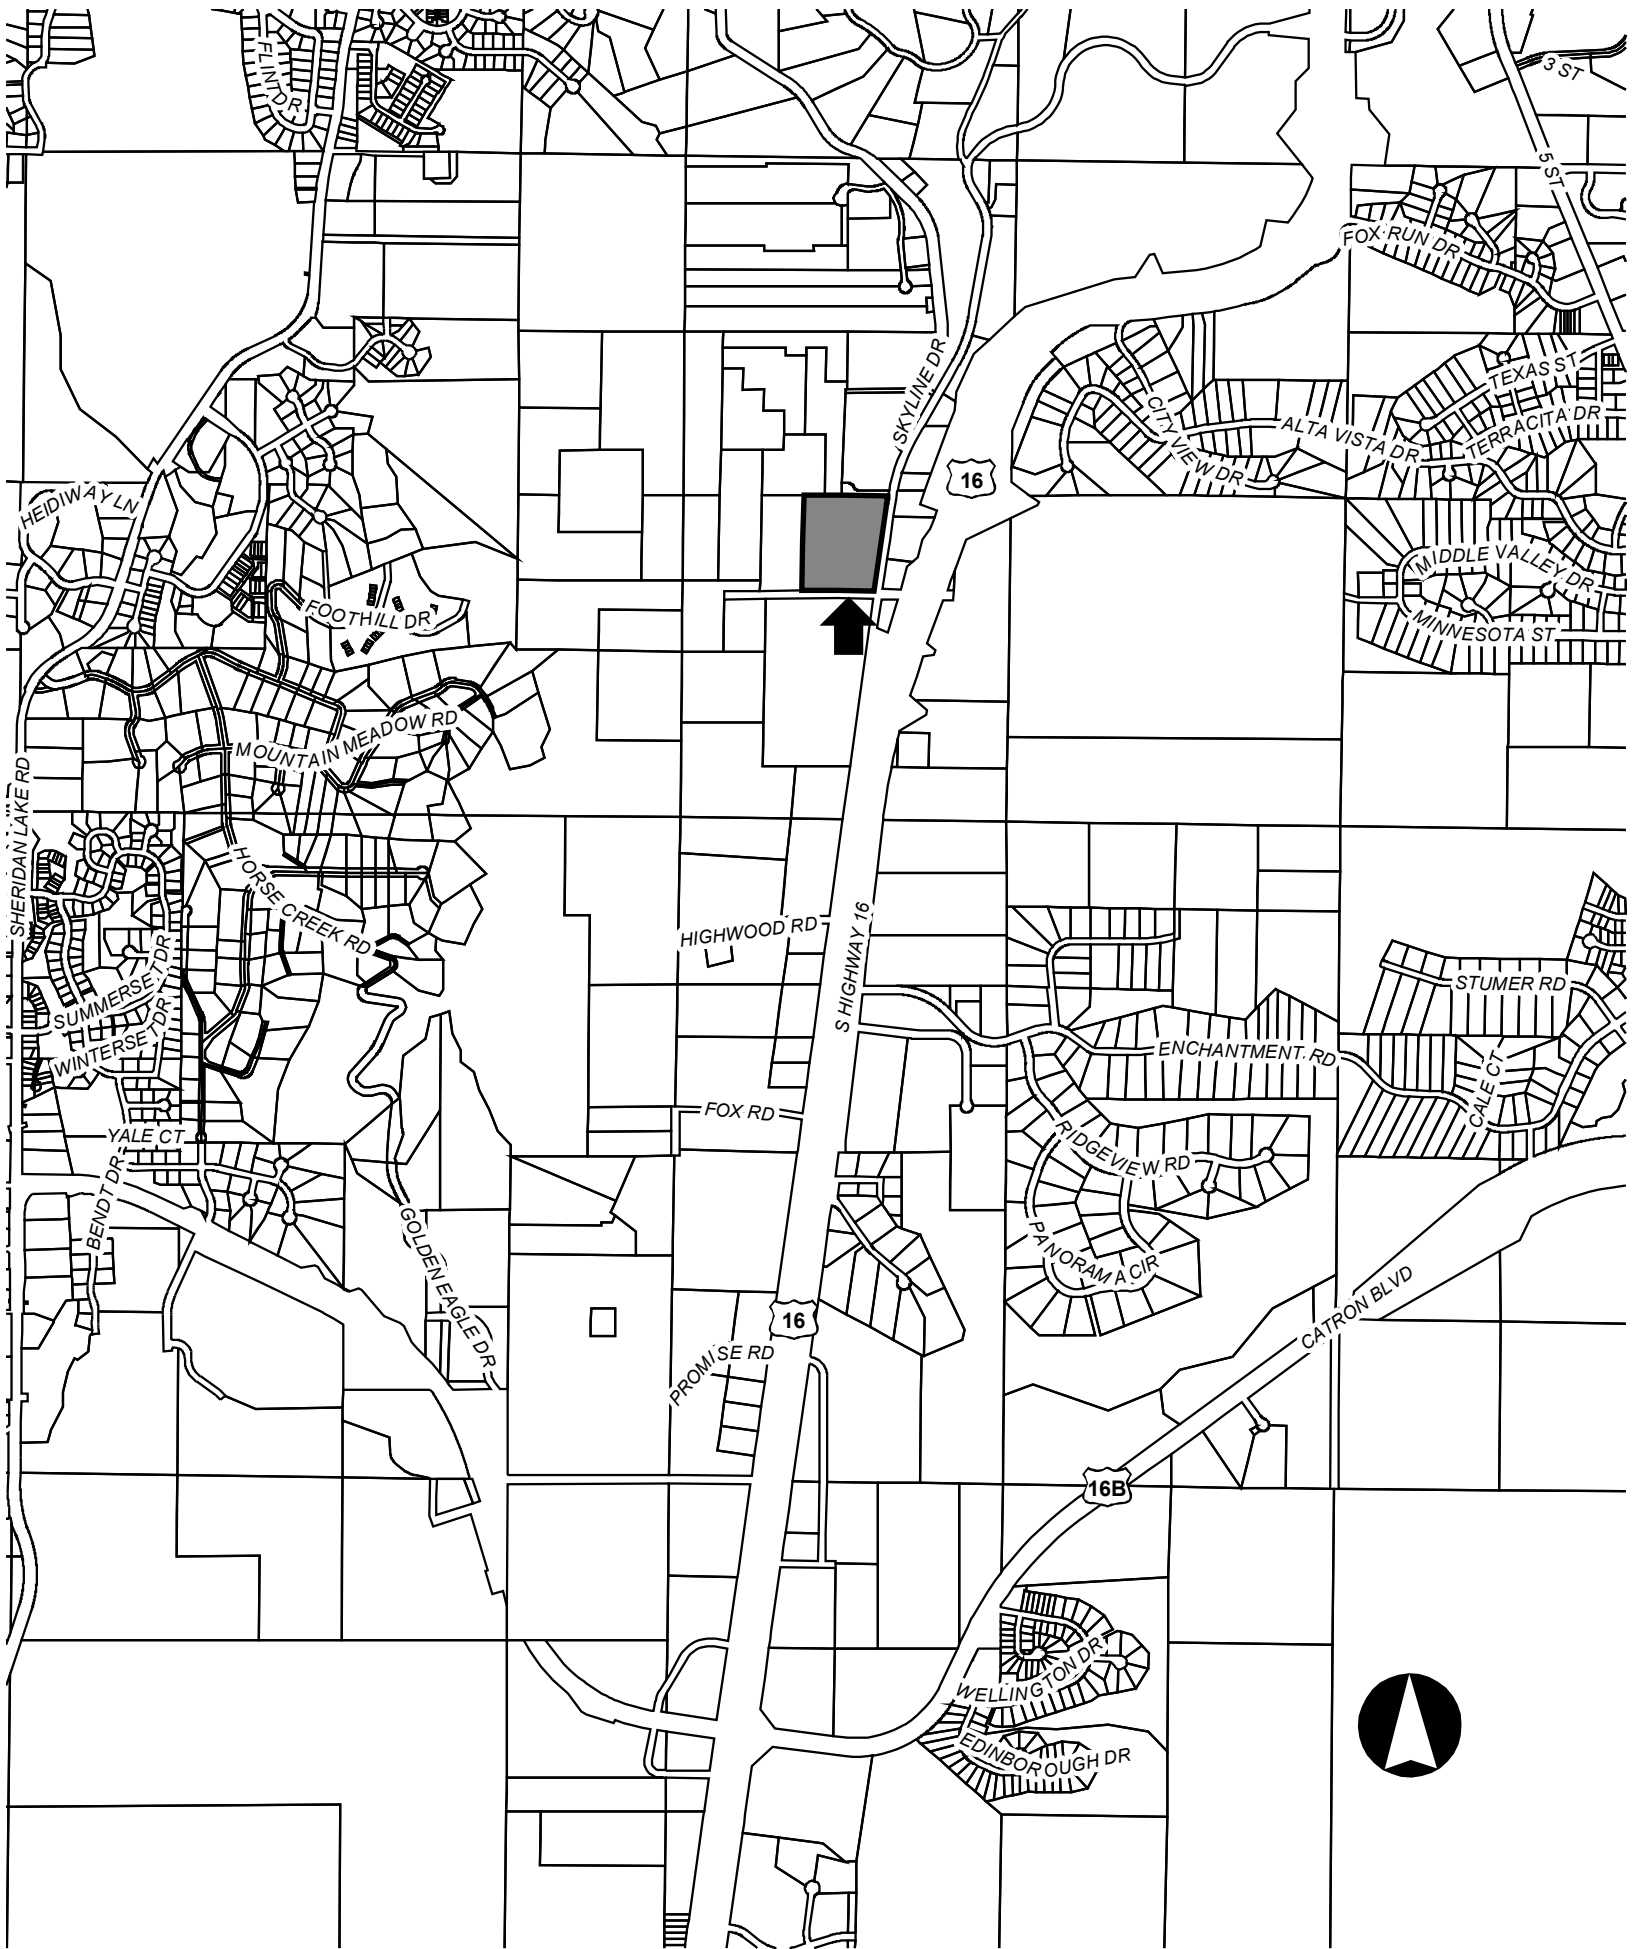 3 ST
FLINT DR
5 ST
FOX RUN DR
TEXAS ST
SKYLINE DR
CITY VIEW DR
ALTA VISTA DR
TERRACITA DR
16
HEIDIWAY LN
MIDDLE VALLEY DR
FOOTHILL DR
MINNESOTA ST
MOUNTAIN MEADOW RD
SHERIDAN LAKE RD
HORSE CREEK RD
HIGHWOOD RD
S HIGHWAY 16
SUMMERSET DR
STUMER RD
WINTERSET DR
ENCHANTMENT RD
CALE CT
FOX RD
YALE CT
RIDGEVIEW RD
BENDT DR
GOLDEN EAGLE DR
PANORAMA CIR
16
CATRON BLVD
PROMISE RD
16B
WELLINGTON DR
EDINBOROUGH DR